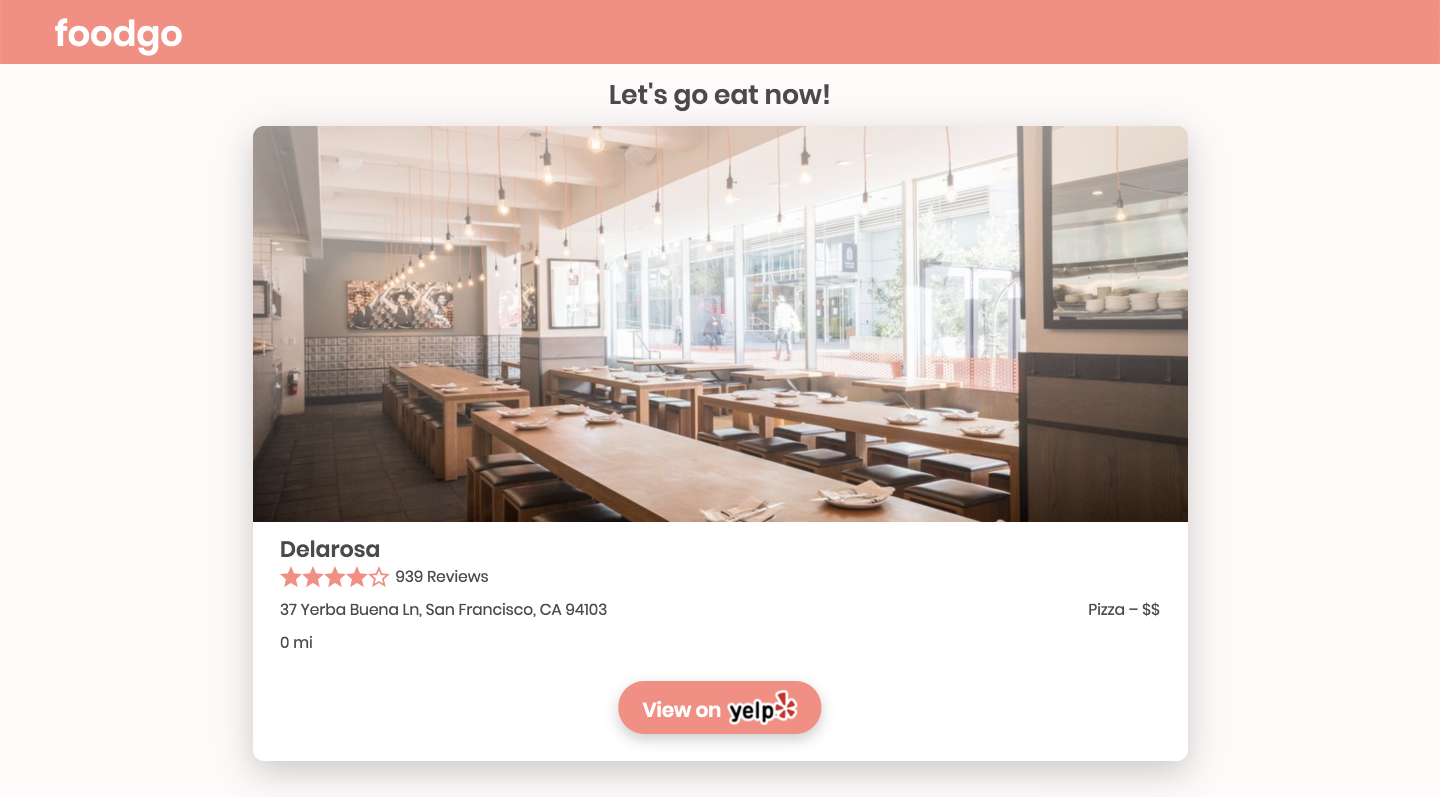 foodgo
Let's go eat now!
Delarosa
939 Reviews
37 Yerba Buena Ln, San Francisco, CA 94103
Pizza – $$
0 mi
View on yelp